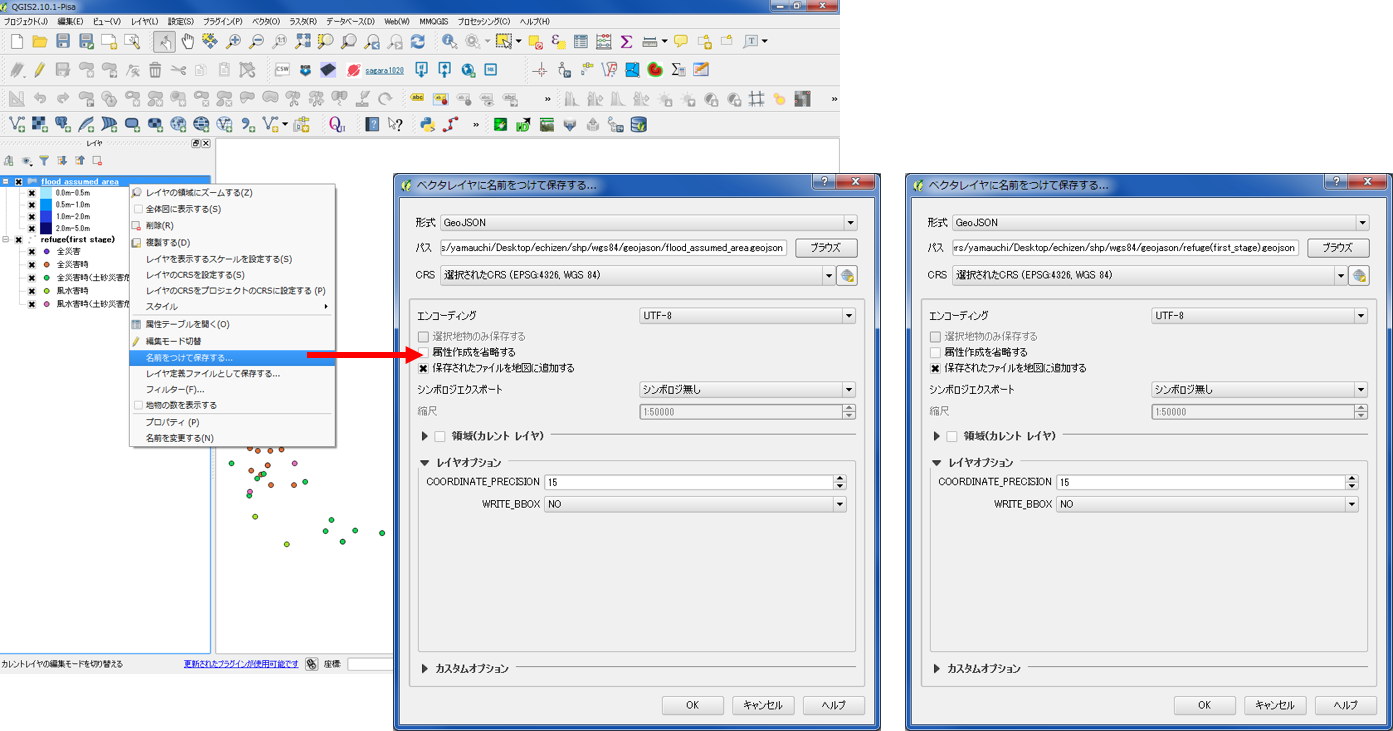 QGIS2.10.1-Pisa
プロジェクト(J) 編集(E) ビュー(V) レイヤ(L) 設定(S) プラグイン(P) ベクタ(O) ラスタ(R) データベース(D) Web(W) MMQGIS プロセッシング(C) ヘルプ(H)
CSW
sagara1020
abc
レイヤ
flood assumed area
0.0m-0.5m
0.5m-1.0m
1.0m-2.0m
2.0m-5.0m
refuge(first stage)
全災害
全災害時
全災害時(土砂災害危
風水害時
風水害時(土砂災害危
レイヤの領域にズームする(Z)
全体図に表示する(S)
削除(R)
複製する(D)
レイヤを表示するスケールを設定する(S)
レイヤのCRSを設定する(S)
レイヤのCRSをプロジェクトのCRSに設定する (P)
スタイル
属性テーブルを開く(O)
編集モード切替
名前をつけて保存する...
レイヤ定義ファイルとして保存する...
フィルター(F)...
地物の数を表示する
プロパティ (P)
名前を変更する(N)
カレントレイヤの編集モードを切り替える 更新されたプラグインが使用可能です 座標:
ベクタレイヤに名前をつけて保存する...
形式 GeoJSON
パス s/yamauchi/Desktop/echizen/shp/wgs84/geojason/flood_assumed_area.geojson ブラウズ
CRS 選択されたCRS (EPSG:4326, WGS 84)
エンコーディング UTF-8
選択地物のみ保存する
属性作成を省略する
保存されたファイルを地図に追加する
シンボロジエクスポート シンボロジ無し
縮尺 1:50000
領域(カレント レイヤ)
レイヤオプション
COORDINATE_PRECISION 15
WRITE_BBOX NO
カスタムオプション
OK キャンセル ヘルプ
ベクタレイヤに名前をつけて保存する...
形式 GeoJSON
パス ers/yamauchi/Desktop/echizen/shp/wgs84/geojason/refuge(first_stage).geojson ブラウズ
CRS 選択されたCRS (EPSG:4326, WGS 84)
エンコーディング UTF-8
選択地物のみ保存する
属性作成を省略する
保存されたファイルを地図に追加する
シンボロジエクスポート シンボロジ無し
縮尺 1:50000
領域(カレント レイヤ)
レイヤオプション
COORDINATE_PRECISION 15
WRITE_BBOX NO
カスタムオプション
OK キャンセル ヘルプ